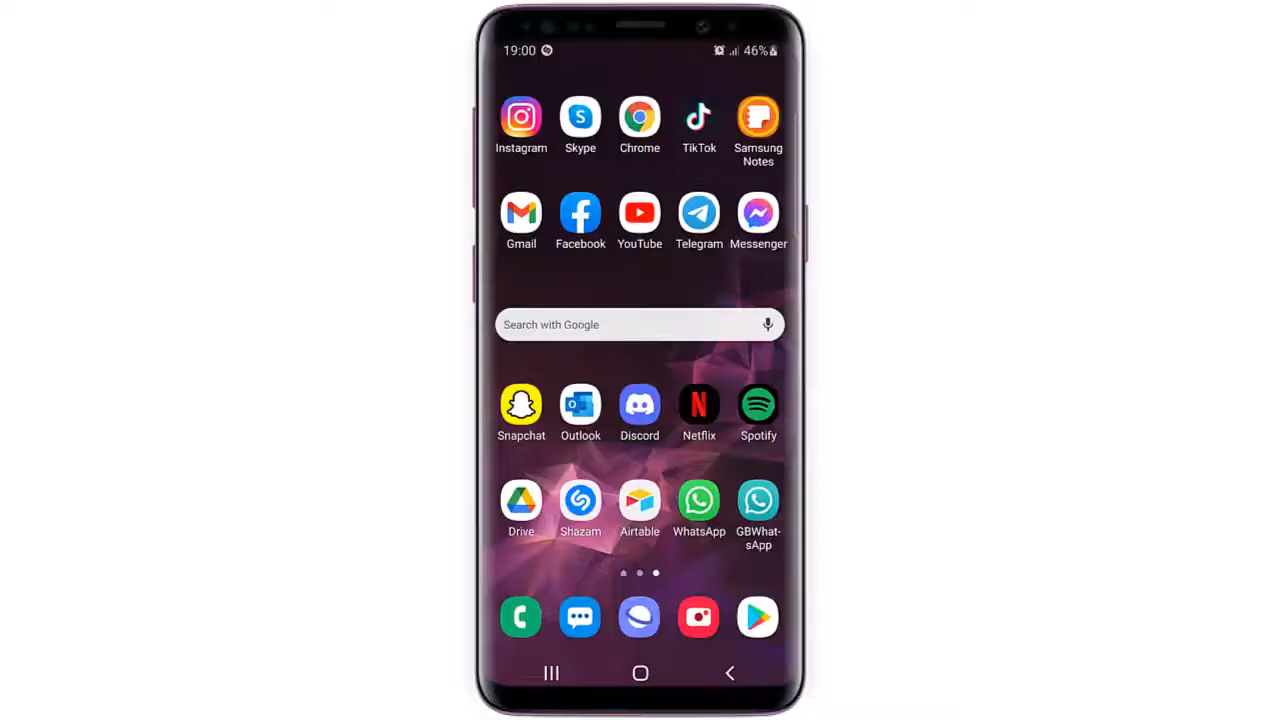 19:00 46%
Instagram Skype Chrome TikTok Samsung
Notes
Gmail Facebook YouTube Telegram Messenger
Search with Google
Snapchat Outlook Discord Netflix Spotify
Drive Shazam Airtable WhatsApp GBWhat-
sApp